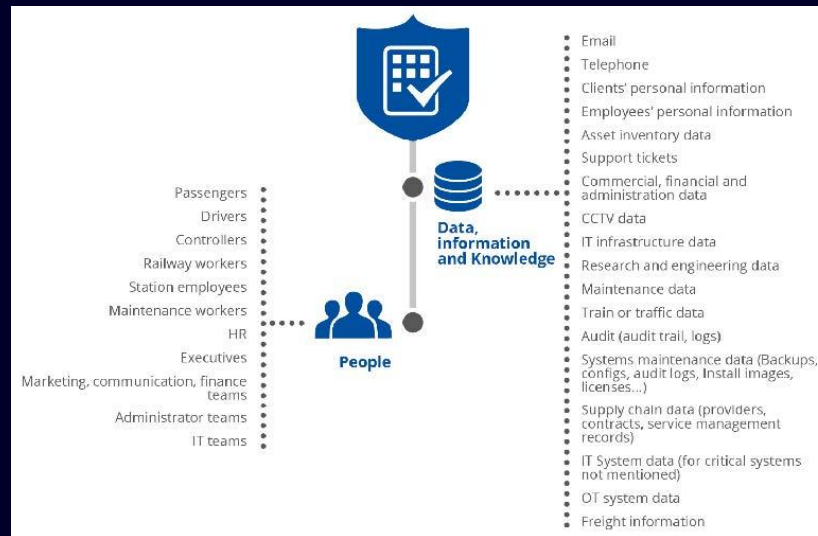 Email
Telephone
Clients' personal information
Employees' personal information
Asset inventory data
Support tickets
Commercial, financial and
administration data
CCTV data
IT infrastructure data
Research and engineering data
Maintenance data
Train or traffic data
Audit (audit trail, logs)
Systems maintenance data (Backups,
configs, audit logs, Install images,
licenses...)
Supply chain data (providers,
contracts, service management
records)
IT System data (for critical systems
not mentioned)
OT system data
Freight information
Data,
information
and Knowledge
Passengers
Drivers
Controllers
Railway workers
Station employees
Maintenance workers
HR
Executives
Marketing, communication, finance
teams
Administrator teams
IT teams
People